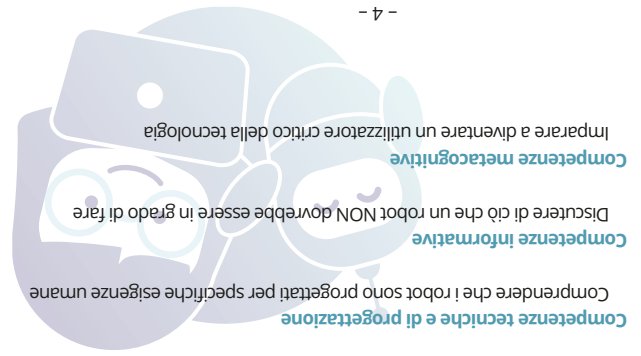 Competenze tecniche e di progettazione
Comprendere che i robot sono progettati per specifiche esigenze umane
Competenze informative
Discutere di ciò che un robot NON dovrebbe essere in grado di fare
Competenze metacognitive
Imparare a diventare un utilizzatore critico della tecnologia
– 4 –